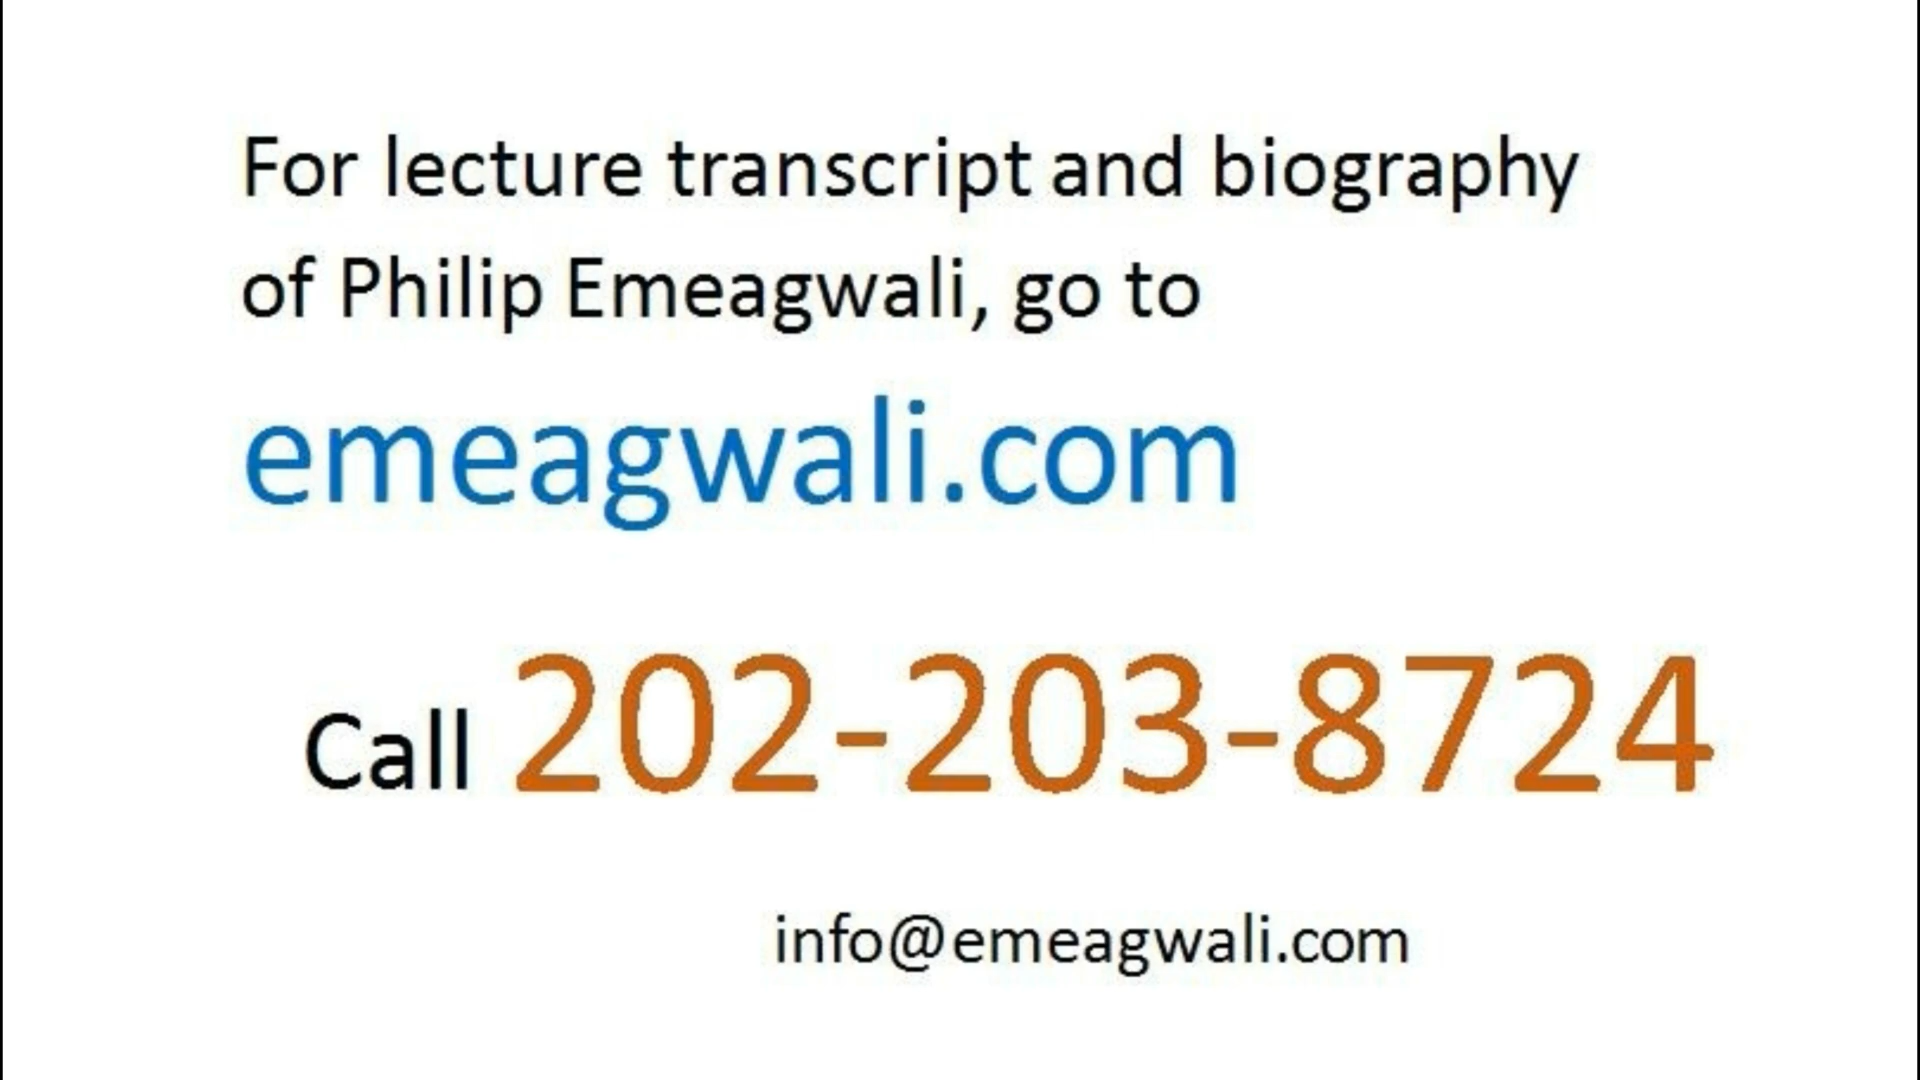 For lecture transcript and biography
of Philip Emeagwali, go to
emeagwali.com
Call 202-203-8724
info@emeagwali.com